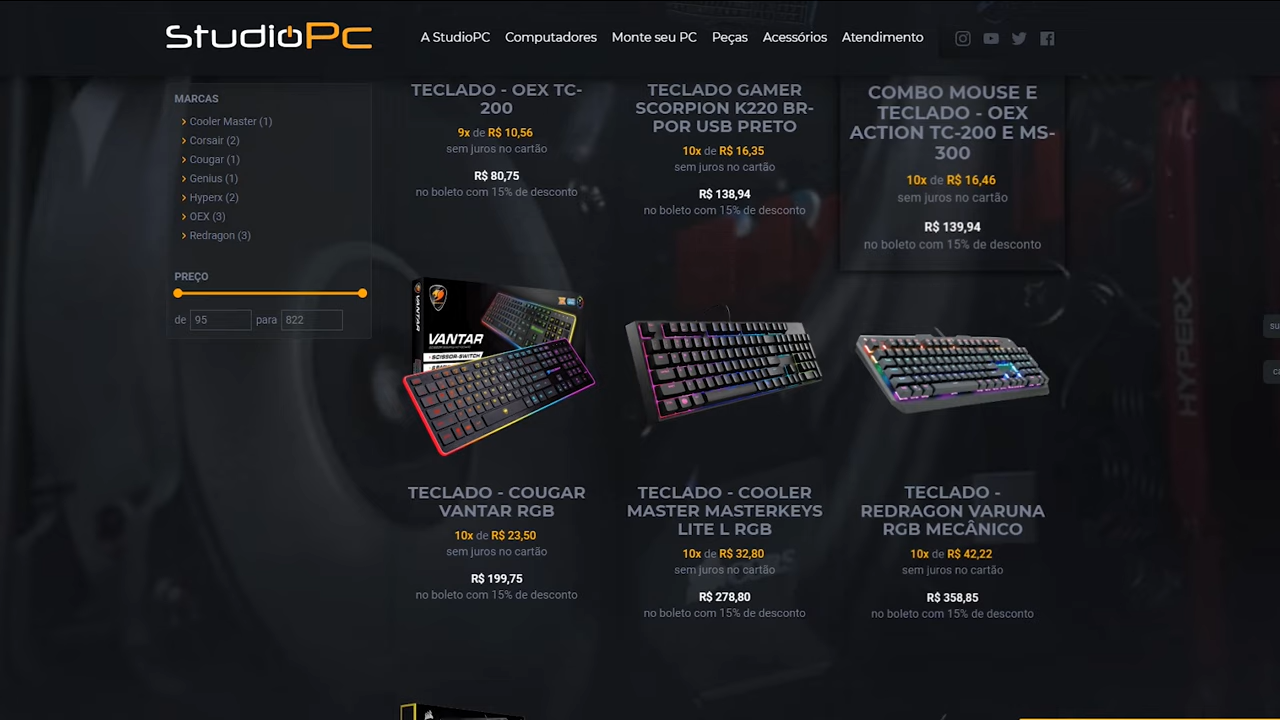 StudioPc
A StudioPC
Computadores
Monte seu PC
Peças
Acessórios
Atendimento
MARCAS
Cooler Master (1)
Corsair (2)
Cougar (1)
Genius (1)
Hyperx (2)
OEX (3)
Redragon (3)
PREÇO
de 95 para 822
TECLADO - OEX TC-
200
9x de R$ 10,56
sem juros no cartão
R$ 80,75
no boleto com 15% de desconto
TECLADO GAMER
SCORPION K220 BR-
POR USB PRETO
10x de R$ 16,35
sem juros no cartão
R$ 138,94
no boleto com 15% de desconto
COMBO MOUSE E
TECLADO - OEX
ACTION TC-200 E MS-
300
10x de R$ 16,46
sem juros no cartão
R$ 139,94
no boleto com 15% de desconto
VANTAR
SCISSOR-SWITCH
TECLADO - COUGAR
VANTAR RGB
10x de R$ 23,50
sem juros no cartão
R$ 199,75
no boleto com 15% de desconto
TECLADO - COOLER
MASTER MASTERKEYS
LITE L RGB
10x de R$ 32,80
sem juros no cartão
R$ 278,80
no boleto com 15% de desconto
TECLADO -
REDRAGON VARUNA
RGB MECÂNICO
10x de R$ 42,22
sem juros no cartão
R$ 358,85
no boleto com 15% de desconto
HYPERX
su
ca